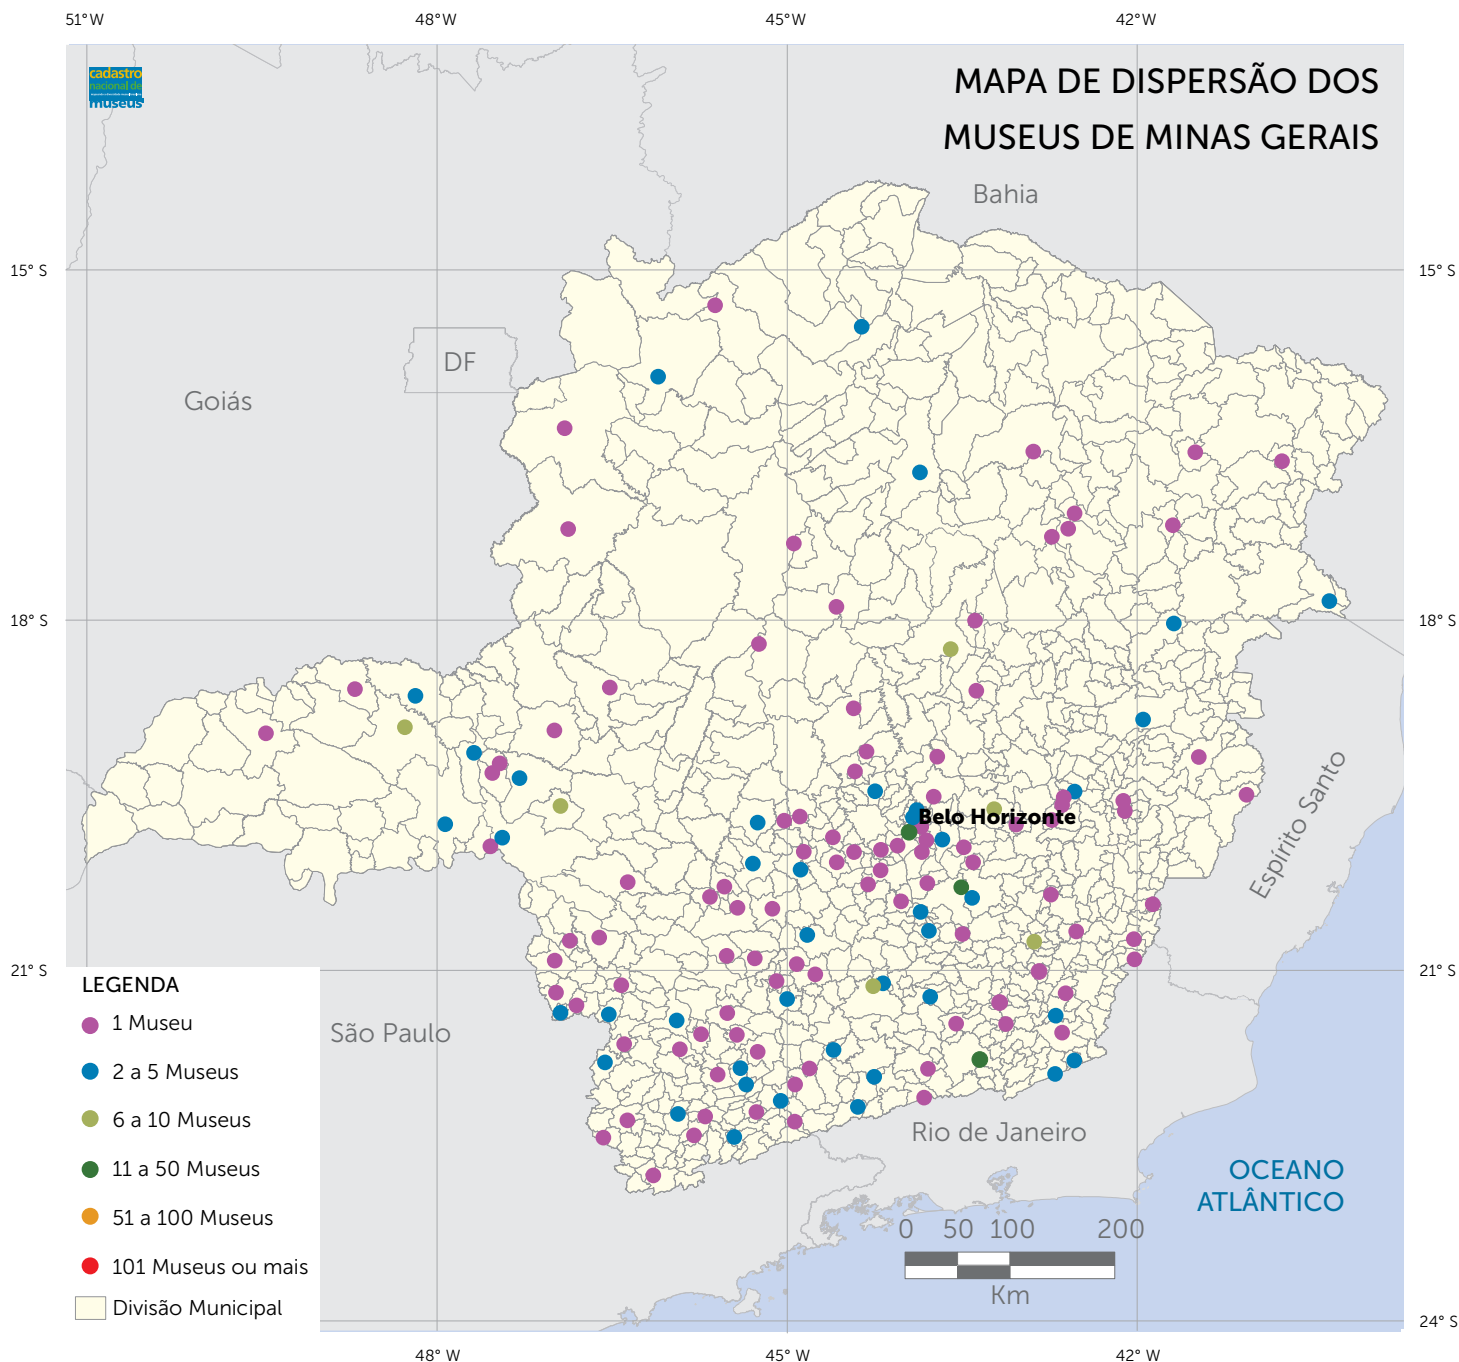 51°W
48°W
45°W
42°W
cadastro
nacional de
museus
MAPA DE DISPERSÃO DOS
MUSEUS DE MINAS GERAIS
Bahia
15° S
15° S
DF
Goiás
18° S
18° S
Espírito Santo
Belo Horizonte
21° S
21° S
LEGENDA
1 Museu
2 a 5 Museus
6 a 10 Museus
11 a 50 Museus
51 a 100 Museus
101 Museus ou mais
Divisão Municipal
São Paulo
Rio de Janeiro
OCEANO
ATLÂNTICO
0 50 100 200
Km
24° S
48° W
45° W
42° W